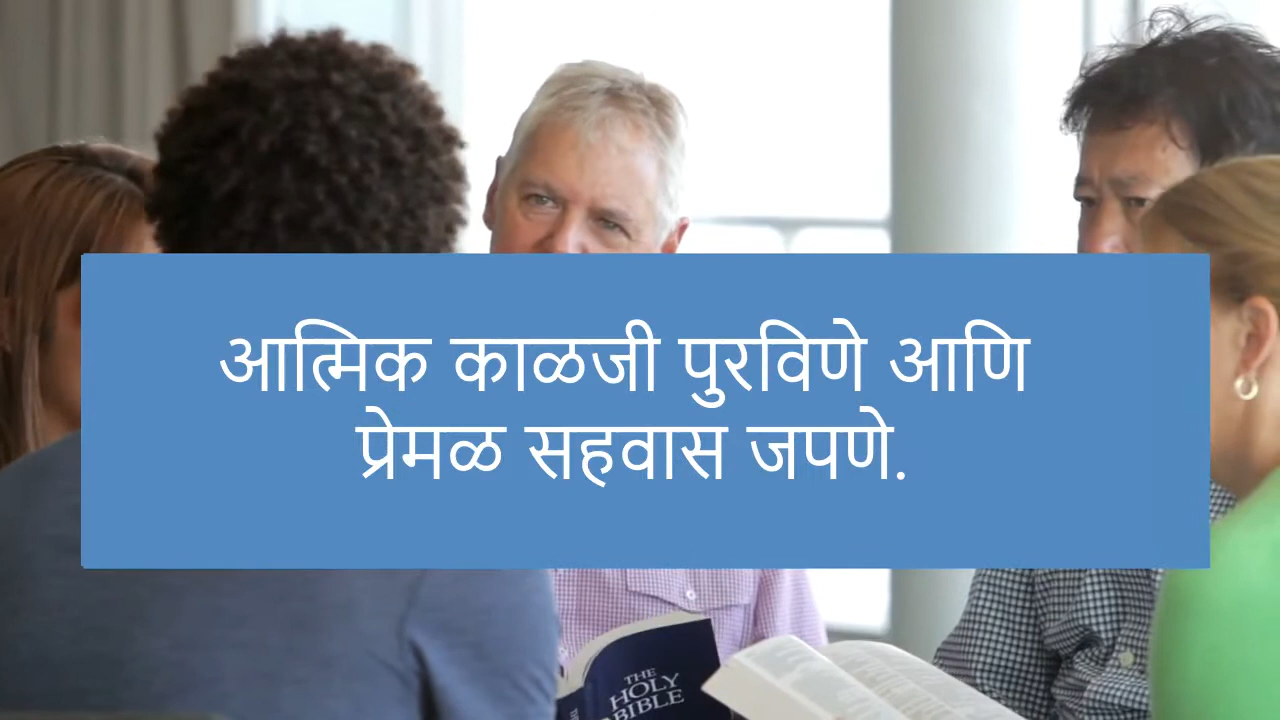 आत्मिक काळजी पुरविणे आणि
प्रेमळ सहवास जपणे.
THE
HOLY
BIBLE